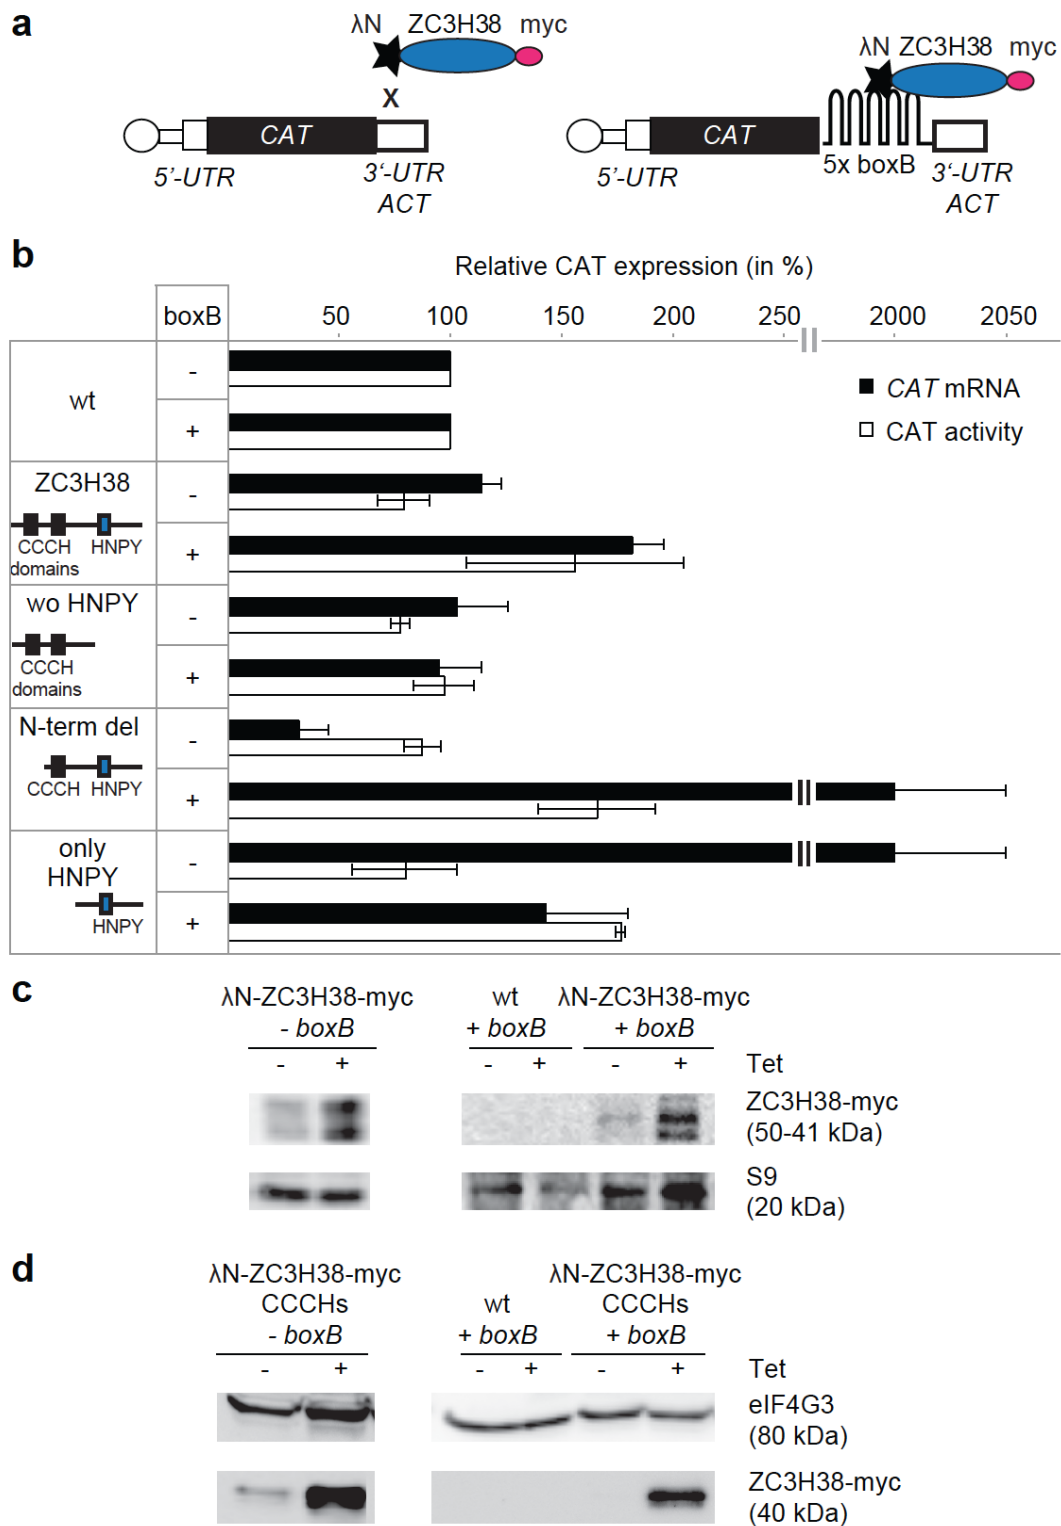 a
λN ZC3H38 myc
X
CAT
5'-UTR
3'-UTR
ACT
λN ZC3H38 myc
CAT
5x boxB
5'-UTR
3'-UTR
ACT
b
Relative CAT expression (in %)
boxB 50 100 150 200 250 2000 2050
wt
-
+
CAT mRNA
CAT activity
ZC3H38
CCCH HNPY
domains
-
+
wo HNPY
CCCH
domains
-
+
N-term del
CCCH HNPY
-
+
only
HNPY
HNPY
-
+
c
λN-ZC3H38-myc
- boxB
wt
+ boxB
λN-ZC3H38-myc
+ boxB
- + - + - + Tet
ZC3H38-myc
(50-41 kDa)
S9
(20 kDa)
d
λN-ZC3H38-myc
CCCHs
- boxB
wt
+ boxB
λN-ZC3H38-myc
CCCHs
+ boxB
- + - + - + Tet
eIF4G3
(80 kDa)
ZC3H38-myc
(40 kDa)